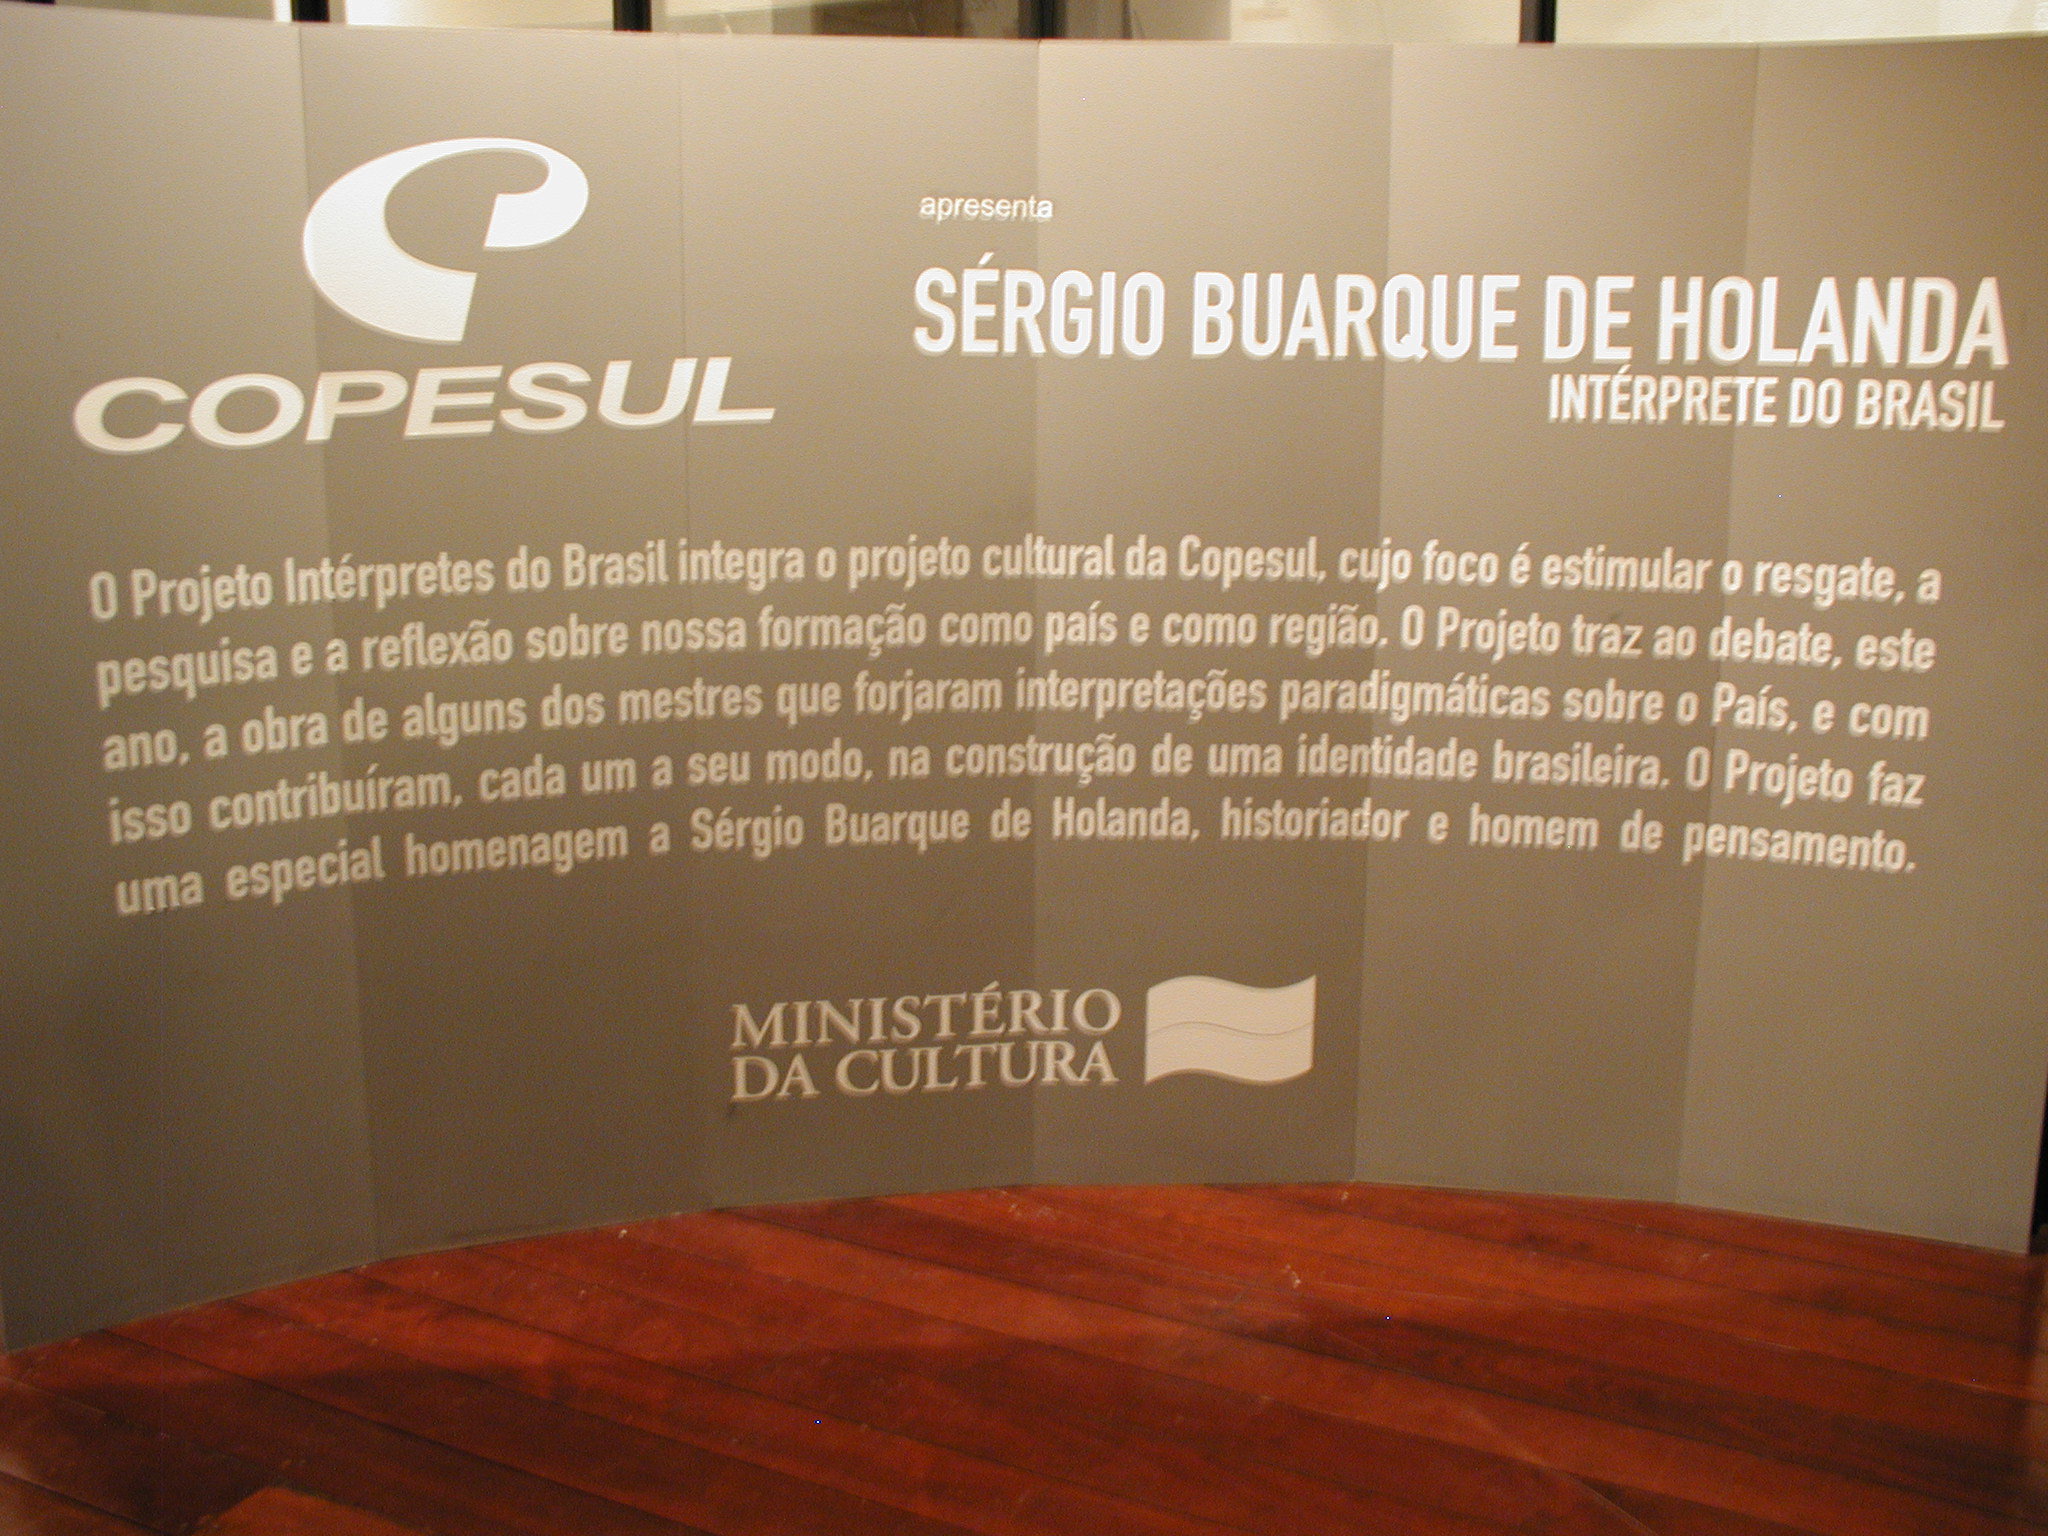 COPESUL
apresenta
SÉRGIO BUARQUE DE HOLANDA
INTÉRPRETE DO BRASIL
O Projeto Intérpretes do Brasil integra o projeto cultural da Copesul, cujo foco é estimular o resgate, a
pesquisa e a reflexão sobre nossa formação como país e como região. O Projeto traz ao debate, este
ano, a obra de alguns dos mestres que forjaram interpretações paradigmáticas sobre o País, e com
isso contribuíram, cada um a seu modo, na construção de uma identidade brasileira. O Projeto faz
uma especial homenagem a Sérgio Buarque de Holanda, historiador e homem de pensamento.
MINISTÉRIO
DA CULTURA